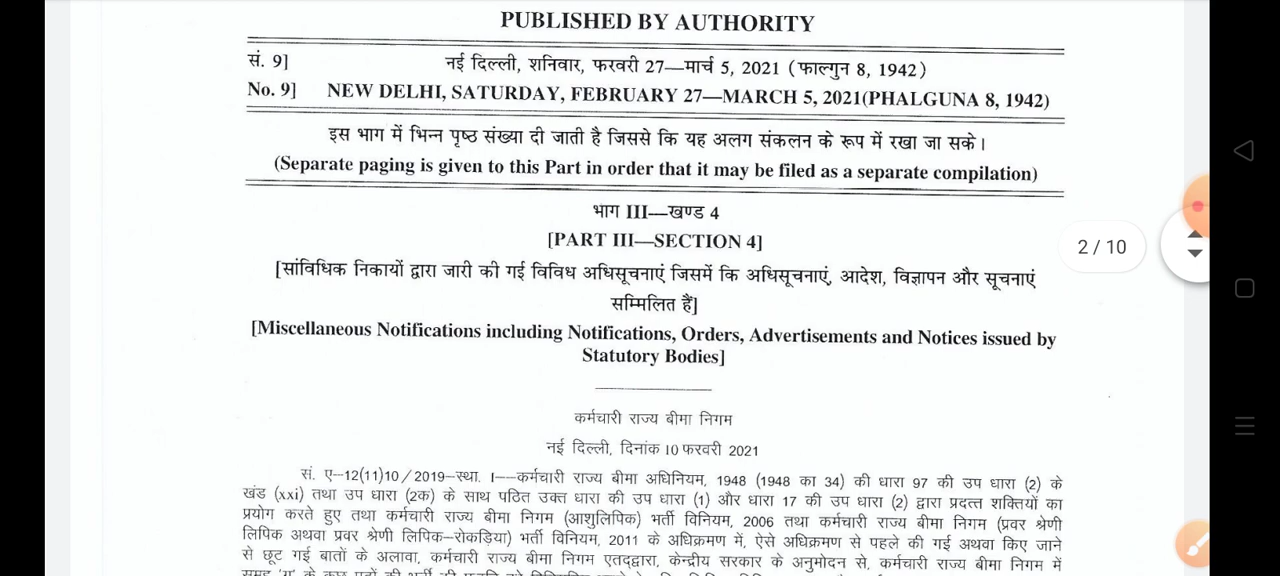 PUBLISHED BY AUTHORITY
सं. 9]
नई दिल्ली, शनिवार, फरवरी 27—मार्च 5, 2021 (फाल्गुन 8, 1942)
No. 9]
NEW DELHI, SATURDAY, FEBRUARY 27—MARCH 5, 2021(PHALGUNA 8, 1942)
इस भाग में भिन्न पृष्ठ संख्या दी जाती है जिससे कि यह अलग संकलन के रूप में रखा जा सके।
(Separate paging is given to this Part in order that it may be filed as a separate compilation)
भाग III—खण्ड 4
[PART III—SECTION 4]
2 / 10
[सांविधिक निकायों द्वारा जारी की गई विविध अधिसूचनाएं जिसमें कि अधिसूचनाएं, आदेश, विज्ञापन और सूचनाएं
सम्मिलित हैं]
[Miscellaneous Notifications including Notifications, Orders, Advertisements and Notices issued by
Statutory Bodies]
कर्मचारी राज्य बीमा निगम
नई दिल्ली, दिनांक 10 फरवरी 2021
सं. ए—12(11)10/2019—स्था. I—कर्मचारी राज्य बीमा अधिनियम, 1948 (1948 का 34) की धारा 97 की उप धारा (2) के
खंड (xxi) तथा उप धारा (2क) के साथ पठित उक्त धारा की उप धारा (1) और धारा 17 की उप धारा (2) द्वारा प्रदत्त शक्तियों का
प्रयोग करते हुए तथा कर्मचारी राज्य बीमा निगम (आशुलिपिक) भर्ती विनियम, 2006 तथा कर्मचारी राज्य बीमा निगम (प्रवर श्रेणी
लिपिक अथवा प्रवर श्रेणी लिपिक—रोकड़िया) भर्ती विनियम, 2011 के अधिक्रमण में, ऐसे अधिक्रमण से पहले की गई अथवा किए जाने
से छूट गई बातों के अलावा, कर्मचारी राज्य बीमा निगम एतद्द्वारा, केन्द्रीय सरकार के अनुमोदन से, कर्मचारी राज्य बीमा निगम में